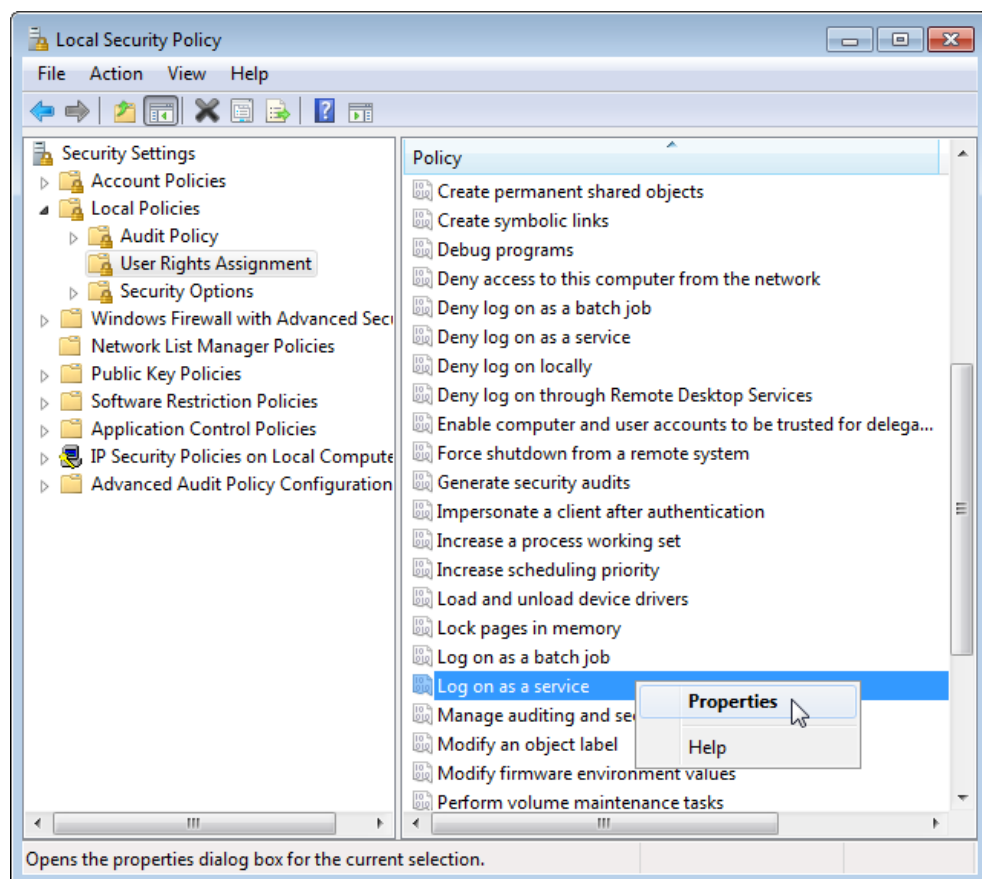 Local Security Policy
File Action View Help
Security Settings
Account Policies
Local Policies
Audit Policy
User Rights Assignment
Security Options
Windows Firewall with Advanced Secu
Network List Manager Policies
Public Key Policies
Software Restriction Policies
Application Control Policies
IP Security Policies on Local Compute
Advanced Audit Policy Configuration
Policy
Create permanent shared objects
Create symbolic links
Debug programs
Deny access to this computer from the network
Deny log on as a batch job
Deny log on as a service
Deny log on locally
Deny log on through Remote Desktop Services
Enable computer and user accounts to be trusted for delega...
Force shutdown from a remote system
Generate security audits
Impersonate a client after authentication
Increase a process working set
Increase scheduling priority
Load and unload device drivers
Lock pages in memory
Log on as a batch job
Log on as a service
Manage auditing and se
Modify an object label
Modify firmware environment values
Perform volume maintenance tasks
Properties
Help
Opens the properties dialog box for the current selection.